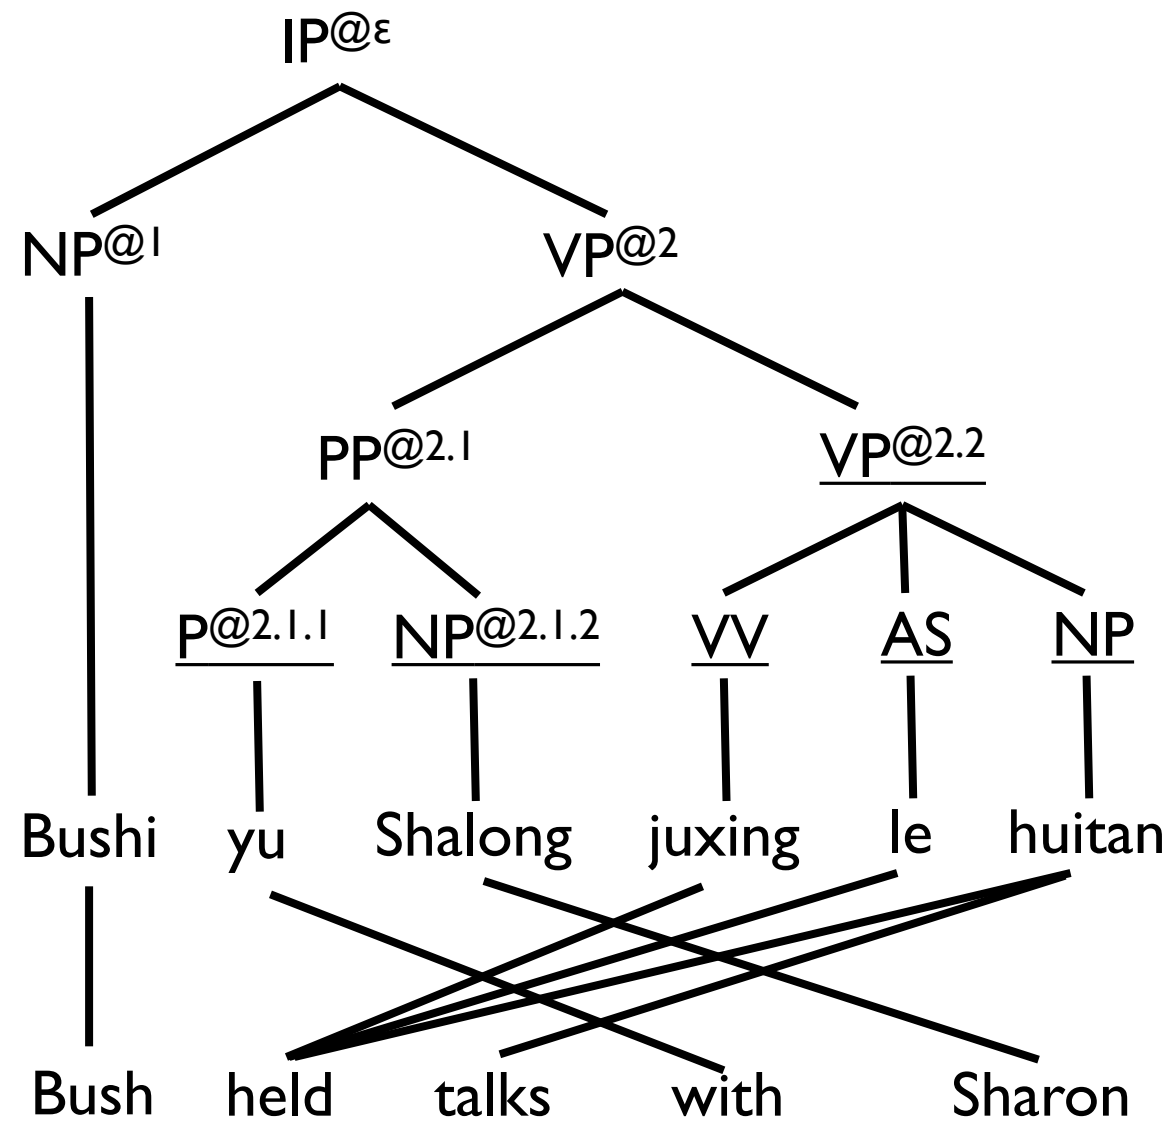 IP@ε
NP@1 VP@2
PP@2.1 VP@2.2
P@2.1.1 NP@2.1.2 VV AS NP
Bushi yu Shalong juxing le huitan
Bush held talks with Sharon